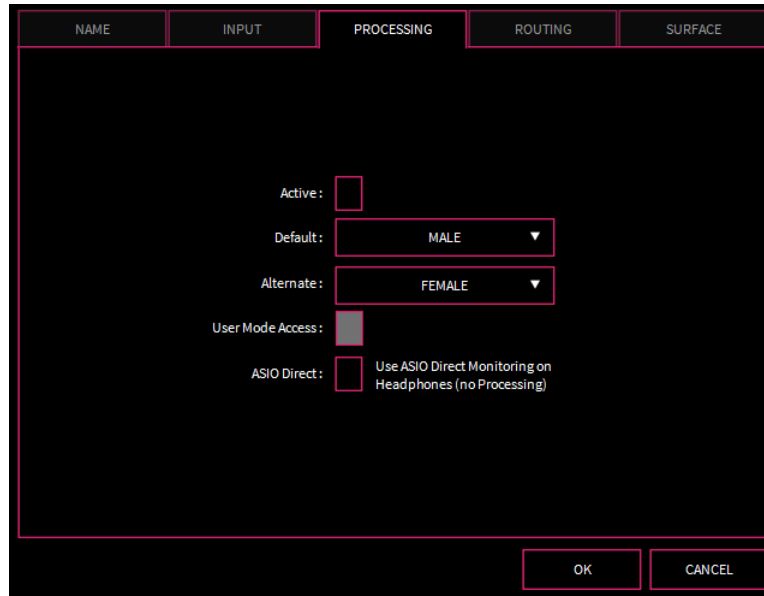 NAME INPUT PROCESSING ROUTING SURFACE
Active:
Default: MALE
Alternate: FEMALE
User Mode Access:
ASIO Direct: Use ASIO Direct Monitoring on
Headphones (no Processing)
OK CANCEL